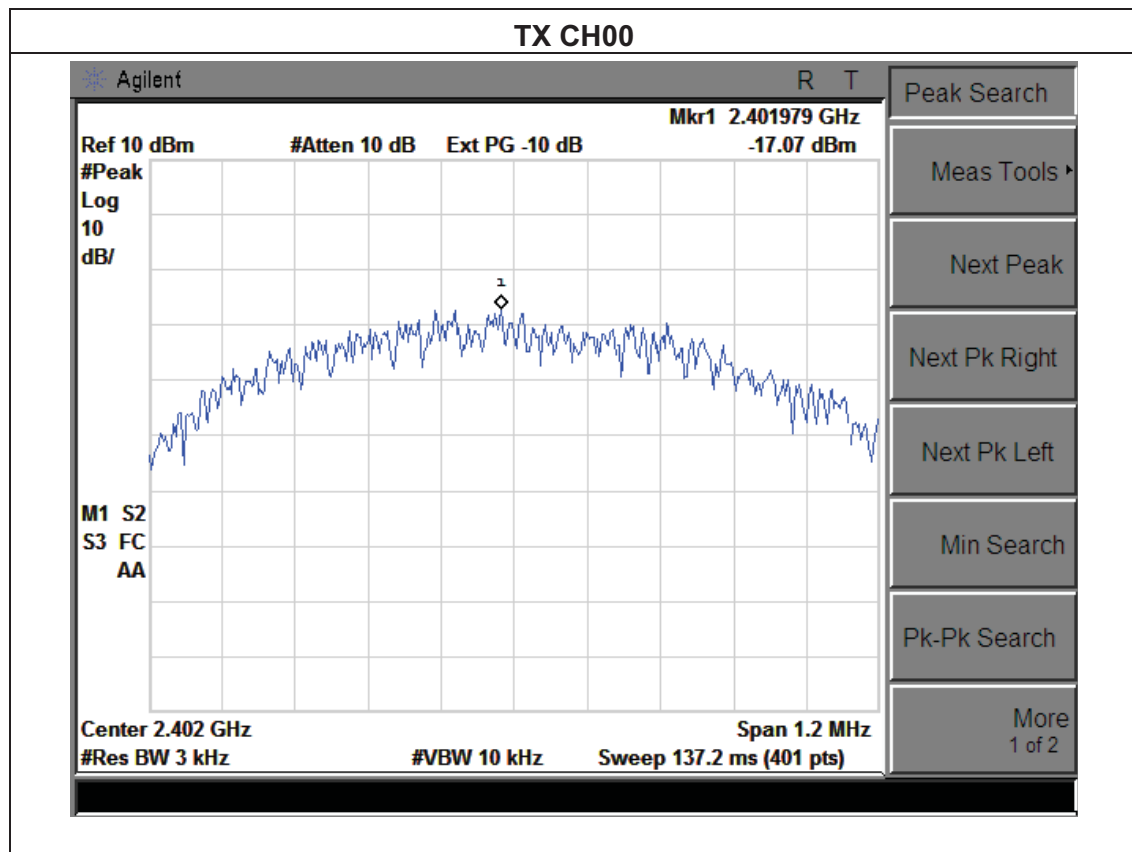 TX CH00
Agilent R T
Peak Search
Mkr1 2.401979 GHz
Ref 10 dBm #Atten 10 dB Ext PG -10 dB -17.07 dBm
#Peak
Log
10
dB/
1
M1 S2
S3 FC
AA
Center 2.402 GHz Span 1.2 MHz
#Res BW 3 kHz #VBW 10 kHz Sweep 137.2 ms (401 pts)
Meas Tools
Next Peak
Next Pk Right
Next Pk Left
Min Search
Pk-Pk Search
More
1 of 2